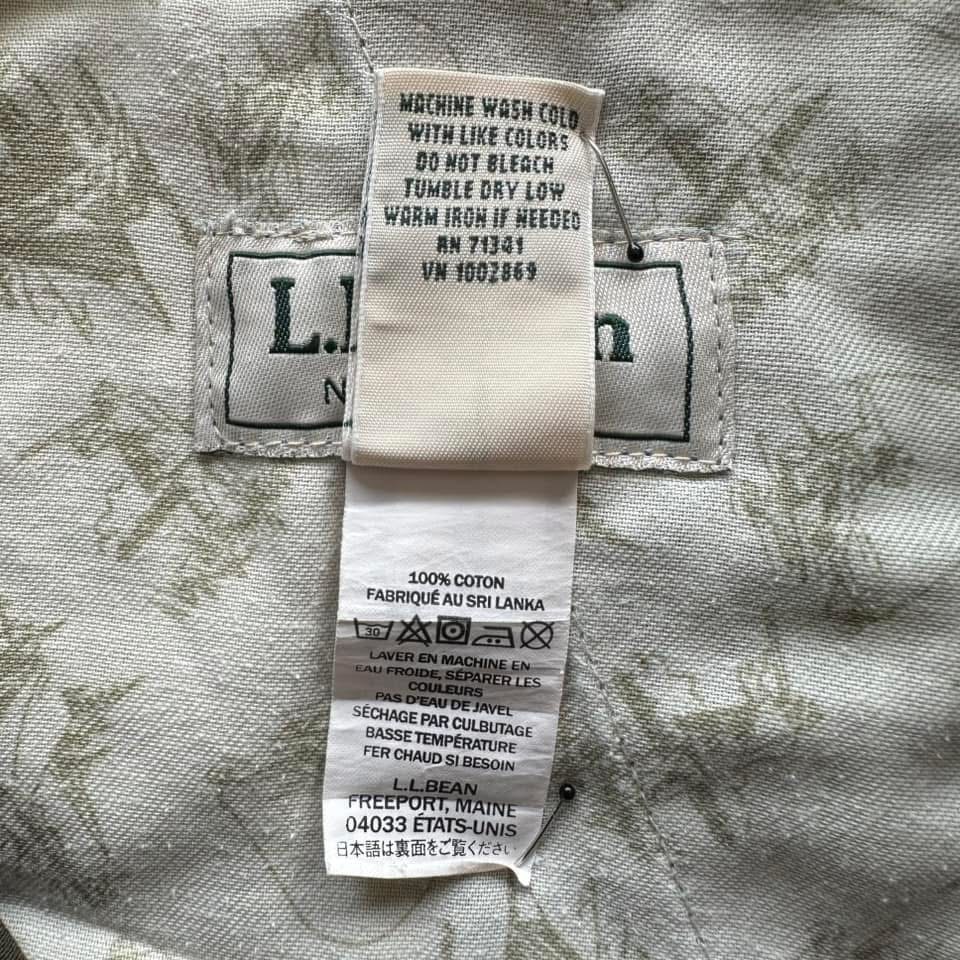 MACHINE WASH COLD
WITH LIKE COLORS
DO NOT BLEACH
TUMBLE DRY LOW
WARM IRON IF NEEDED
RN 71341
VN 1002869
100% COTON
FABRIQUÉ AU SRI LANKA
30
LAVER EN MACHINE EN
EAU FROIDE, SÉPARER LES
COULEURS
PAS D'EAU DE JAVEL
SÉCHAGE PAR CULBUTAGE
BASSE TEMPÉRATURE
FER CHAUD SI BESOIN
L.L.BEAN
FREEPORT, MAINE
04033 ÉTATS-UNIS
日本語は裏面をご覧ください